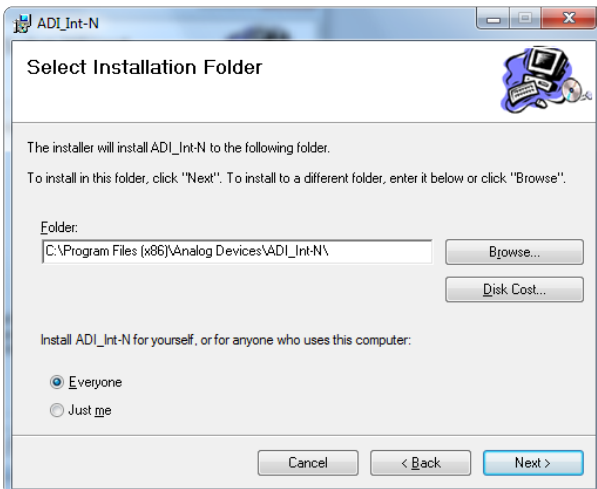 ADI_Int-N
Select Installation Folder
The installer will install ADI_Int-N to the following folder.
To install in this folder, click "Next". To install to a different folder, enter it below or click "Browse".
Folder:
C:\Program Files (x86)\Analog Devices\ADI_Int-N\
Browse...
Disk Cost...
Install ADI_Int-N for yourself, or for anyone who uses this computer:
Everyone
Just me
Cancel
< Back
Next >